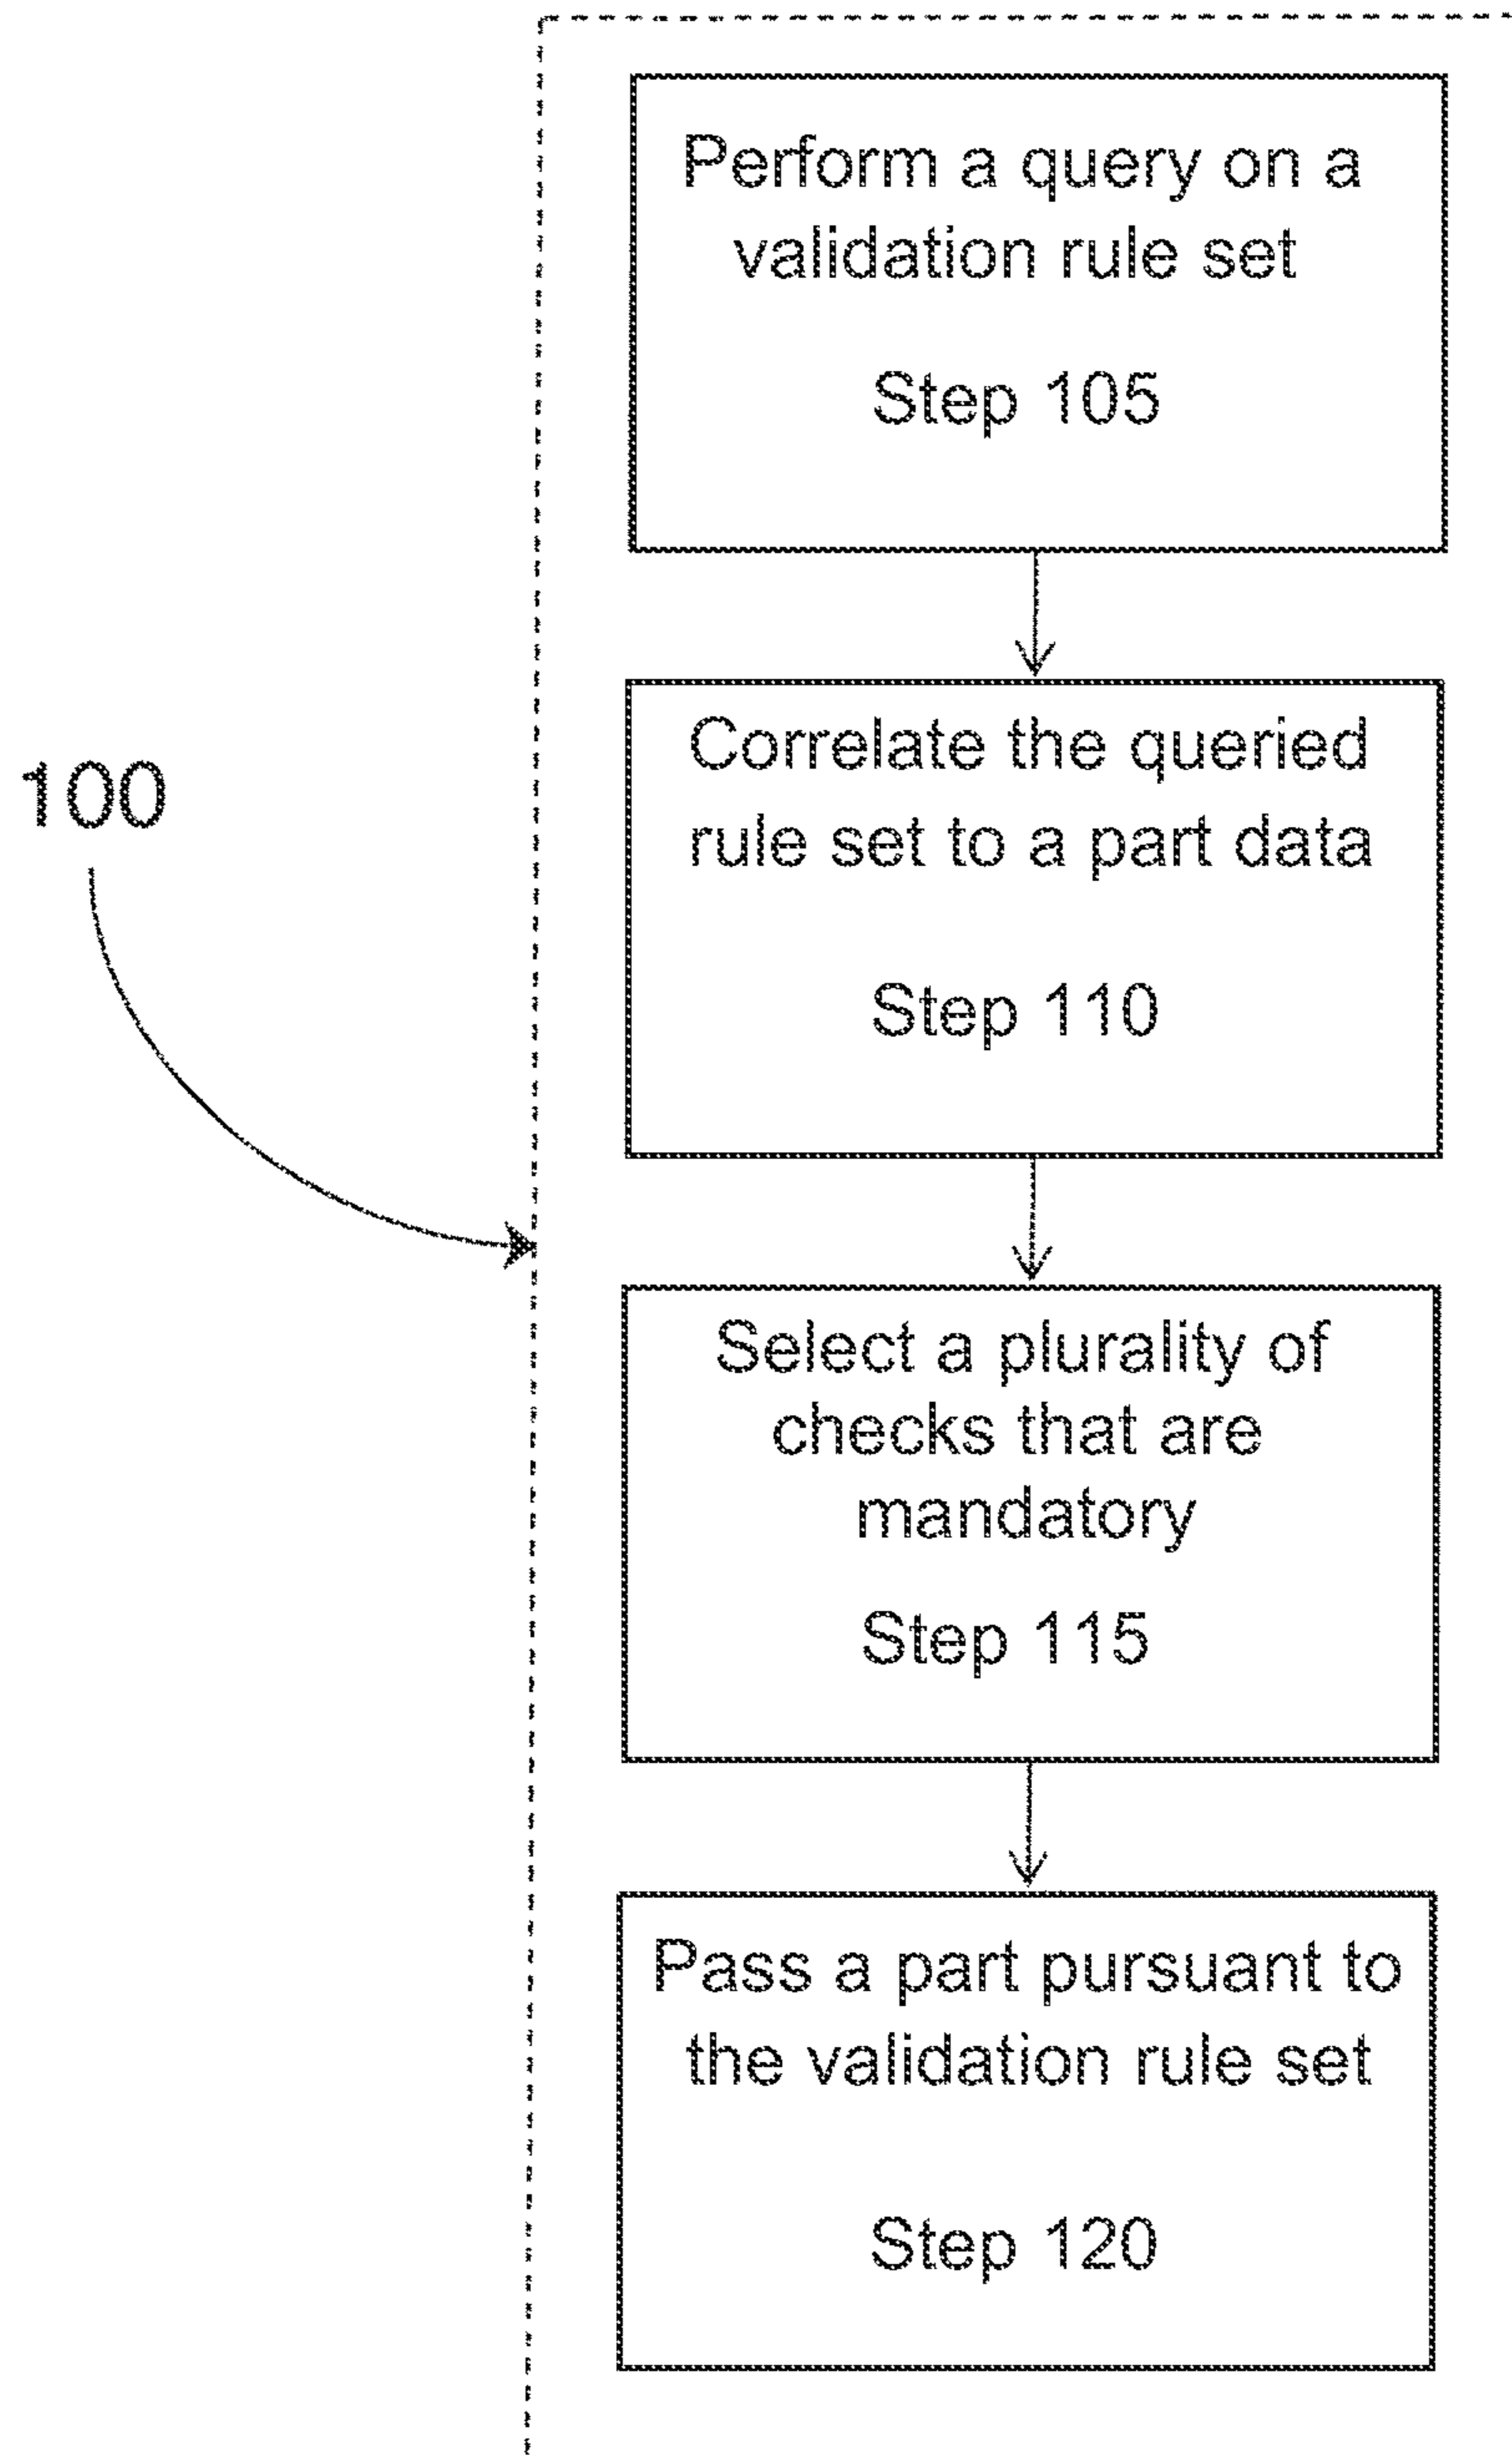 Perform a query on a
validation rule set
Step 105
Correlate the queried
rule set to a part data
Step 110
100
Select a plurality of
checks that are
mandatory
Step 115
Pass a part pursuant to
the validation rule set
Step 120